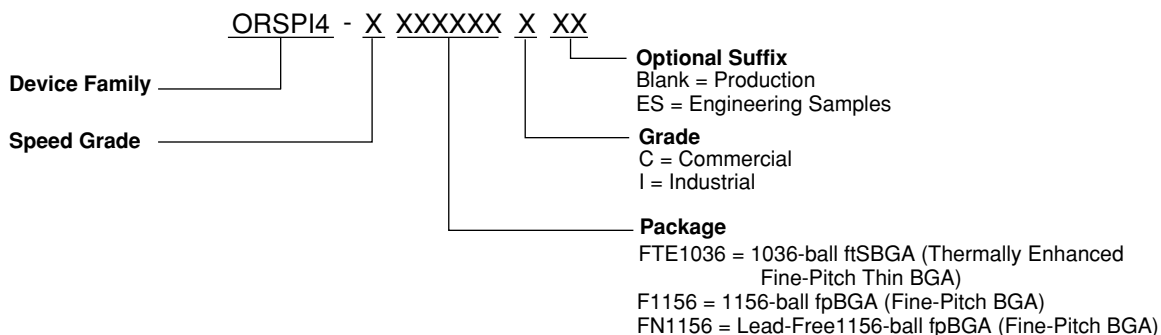 ORSPI4 - X XXXXXX X XX
Device Family
Speed Grade
Optional Suffix
Blank = Production
ES = Engineering Samples
Grade
C = Commercial
I = Industrial
Package
FTE1036 = 1036-ball ftSBGA (Thermally Enhanced
Fine-Pitch Thin BGA)
F1156 = 1156-ball fpBGA (Fine-Pitch BGA)
FN1156 = Lead-Free1156-ball fpBGA (Fine-Pitch BGA)